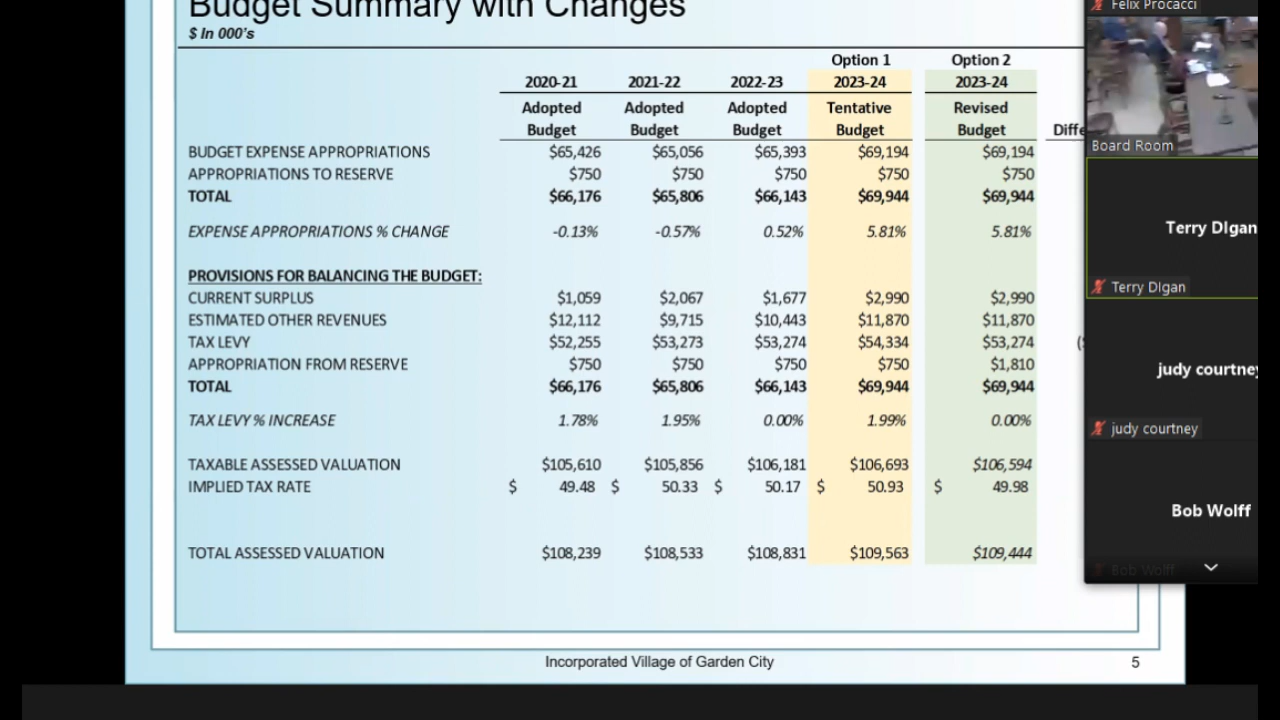 Budget Summary with Changes
$ In 000's
Option 1 Option 2
2020-21 2021-22 2022-23 2023-24 2023-24
Adopted Adopted Adopted Tentative Revised
Budget Budget Budget Budget Budget
BUDGET EXPENSE APPROPRIATIONS $65,426 $65,056 $65,393 $69,194 $69,194
APPROPRIATIONS TO RESERVE $750 $750 $750 $750 $750
TOTAL $66,176 $65,806 $66,143 $69,944 $69,944
EXPENSE APPROPRIATIONS % CHANGE -0.13% -0.57% 0.52% 5.81% 5.81%
PROVISIONS FOR BALANCING THE BUDGET:
CURRENT SURPLUS $1,059 $2,067 $1,677 $2,990 $2,990
ESTIMATED OTHER REVENUES $12,112 $9,715 $10,443 $11,870 $11,870
TAX LEVY $52,255 $53,273 $53,274 $54,334 $53,274
APPROPRIATION FROM RESERVE $750 $750 $750 $750 $1,810
TOTAL $66,176 $65,806 $66,143 $69,944 $69,944
TAX LEVY % INCREASE 1.78% 1.95% 0.00% 1.99% 0.00%
TAXABLE ASSESSED VALUATION $105,610 $105,856 $106,181 $106,693 $106,594
IMPLIED TAX RATE $ 49.48 $ 50.33 $ 50.17 $ 50.93 $ 49.98
TOTAL ASSESSED VALUATION $108,239 $108,533 $108,831 $109,563 $109,444
Incorporated Village of Garden City 5
Felix Procacci
Board Room
Terry DIgan
Terry DIgan
judy courtney
judy courtney
Bob Wolff
Bob Wolff